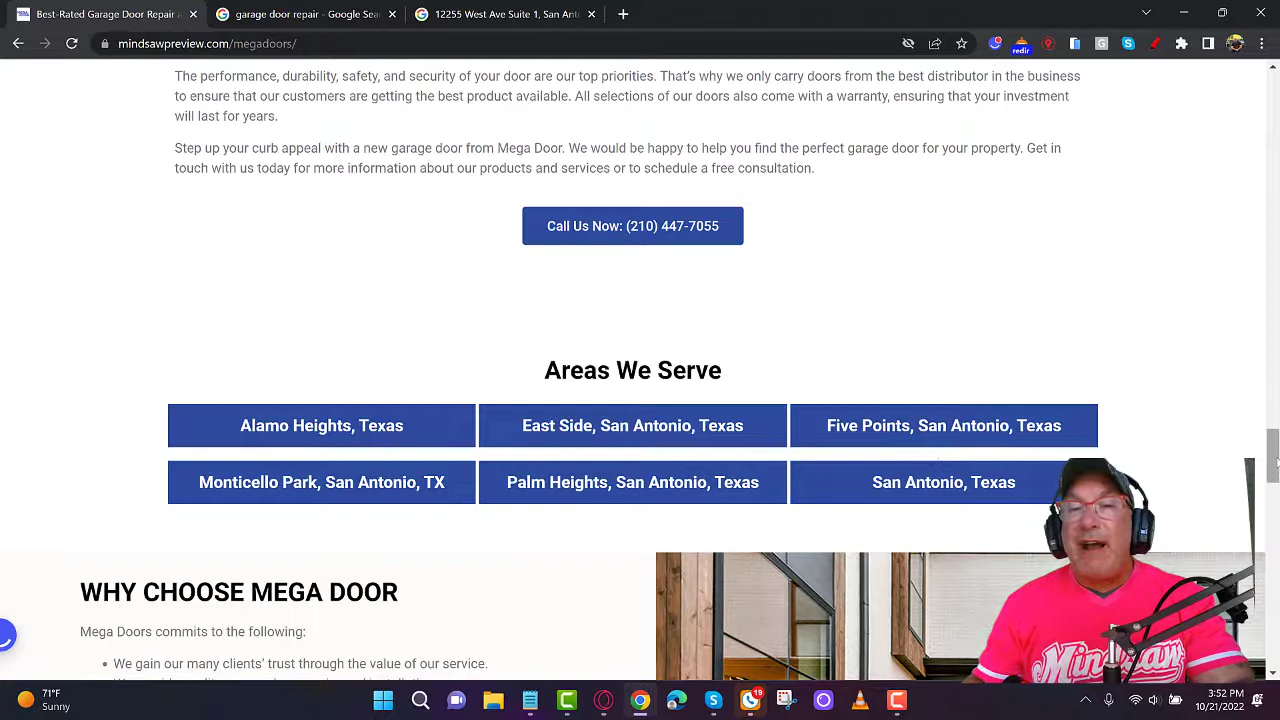 Best-Rated Garage Door Repair
garage door repair - Google Sea
12335 West Ave Suite 1, San Anto
mindsawpreview.com/megadoors/
redir
The performance, durability, safety, and security of your door are our top priorities. That's why we only carry doors from the best distributor in the business
to ensure that our customers are getting the best product available. All selections of our doors also come with a warranty, ensuring that your investment
will last for years.
Step up your curb appeal with a new garage door from Mega Door. We would be happy to help you find the perfect garage door for your property. Get in
touch with us today for more information about our products and services or to schedule a free consultation.
Call Us Now: (210) 447-7055
Areas We Serve
Alamo Heights, Texas
East Side, San Antonio, Texas
Five Points, San Antonio, Texas
Monticello Park, San Antonio, TX
Palm Heights, San Antonio, Texas
San Antonio, Texas
WHY CHOOSE MEGA DOOR
Mega Doors commits to the following:
• We gain our many clients' trust through the value of our service.
Mindsaw
71°F
Sunny
19
3:52 PM
10/21/2022